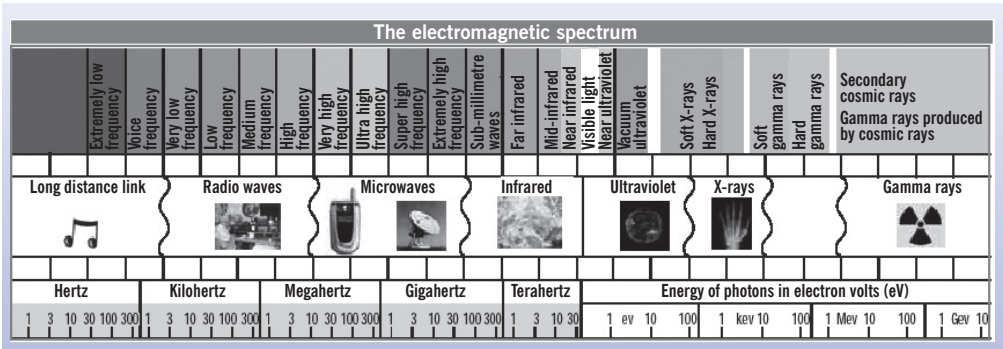 The electromagnetic spectrum
Extremely low
frequency
Voice
frequency
Very low
frequency
Low
frequency
Medium
frequency
High
frequency
Very high
frequency
Ultra high
frequency
Super high
frequency
Extremely high
frequency
Sub-millimetre
waves
Far infrared
Mid-infrared
Near infrared
Visible light
Near ultraviolet
Vacuum
ultraviolet
Soft X-rays
Hard X-rays
Soft
gamma rays
Hard
gamma rays
Secondary
cosmic rays
Gamma rays produced
by cosmic rays
Long distance link Radio waves Microwaves Infrared Ultraviolet X-rays Gamma rays
Hertz Kilohertz Megahertz Gigahertz Terahertz Energy of photons in electron volts (eV)
1 3 10 30 100 300 1 3 10 30 100 300 1 3 10 30 100 300 1 3 10 30 100 300 1 3 10 30 1 ev 10 100 1 kev 10 100 1 Mev 10 100 1 Gev 10